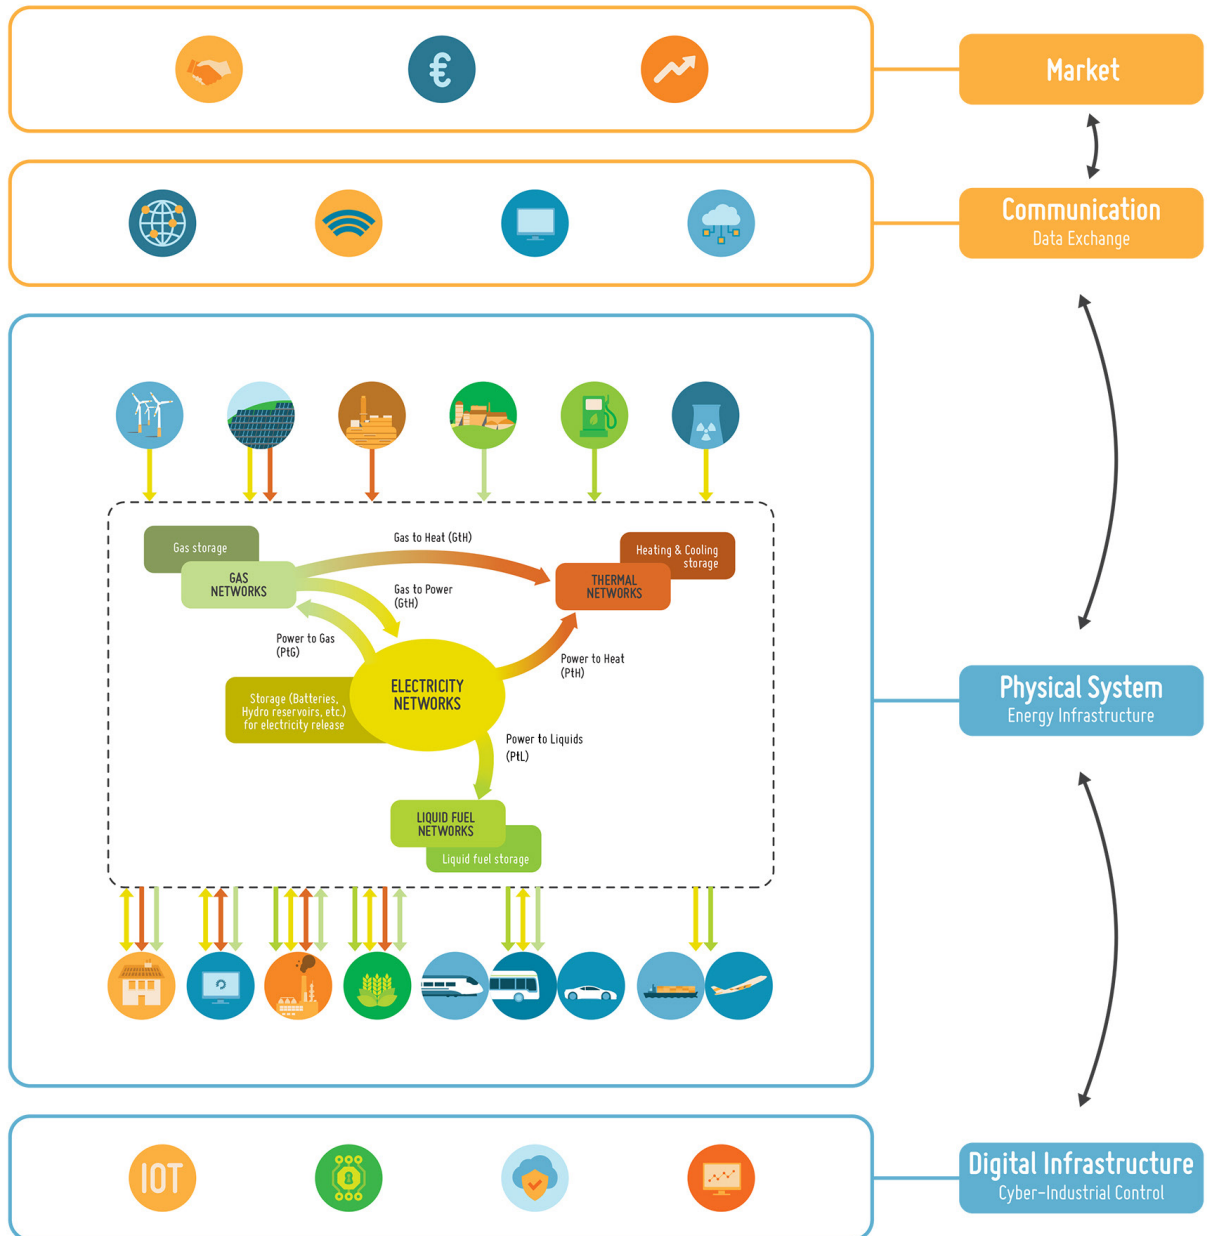 €
Market
Communication
Data Exchange
Gas storage
GAS
NETWORKS
Gas to Heat (GtH)
Gas to Power
(GtH)
Heating & Cooling
storage
THERMAL
NETWORKS
Power to Gas
(PtG)
Power to Heat
(PtH)
ELECTRICITY
NETWORKS
Storage (Batteries,
Hydro reservoirs, etc.)
for electricity release
Power to Liquids
(PtL)
LIQUID FUEL
NETWORKS
Liquid fuel storage
Physical System
Energy Infrastructure
IOT
Digital Infrastructure
Cyber-Industrial Control